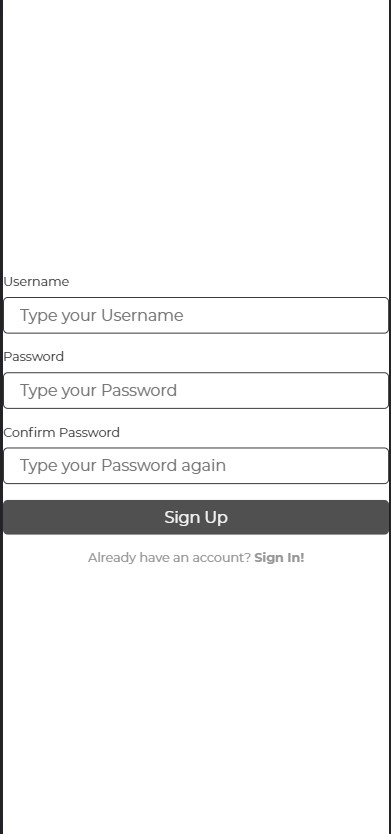 Username
Type your Username
Password
Type your Password
Confirm Password
Type your Password again
Sign Up
Already have an account? Sign In!